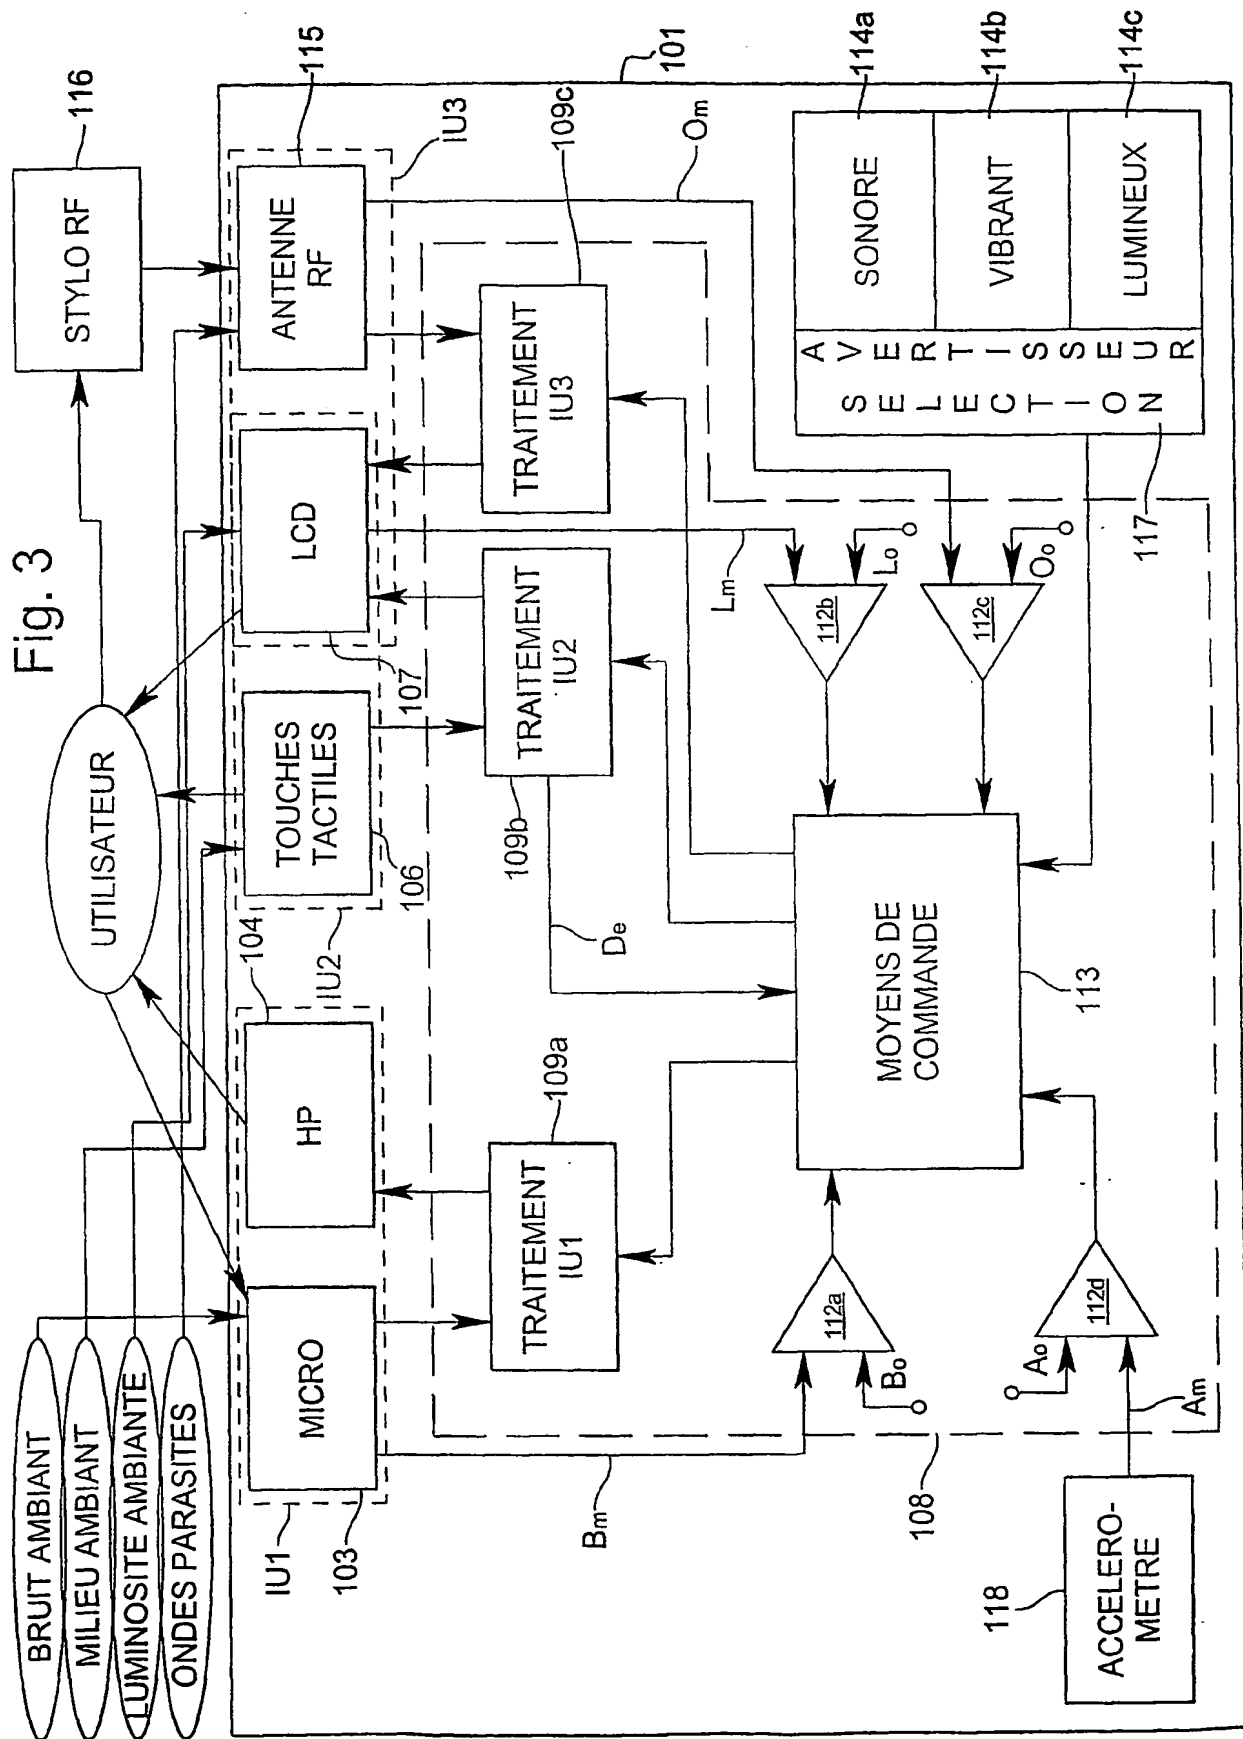 Fig. 3
BRUIT AMBIANT
MILIEU AMBIANT
LUMINOSITE AMBIANTE
ONDES PARASITES
UTILISATEUR
STYLO RF
116
IU1
103
MICRO
HP
104
IU2
TOUCHES
TACTILES
106
LCD
107
ANTENNE
RF
115
IU3
101
Bm
TRAITEMENT
IU1
109a
TRAITEMENT
IU2
109b
De
TRAITEMENT
IU3
109c
Om
Lm
108
112a
Bo
112b
Lo
112c
Oo
112d
Ao
Am
MOYENS DE
COMMANDE
113
118
ACCELERO-
METRE
SELECTION
AVERTISSEUR
117
SONORE
114a
VIBRANT
114b
LUMINEUX
114c